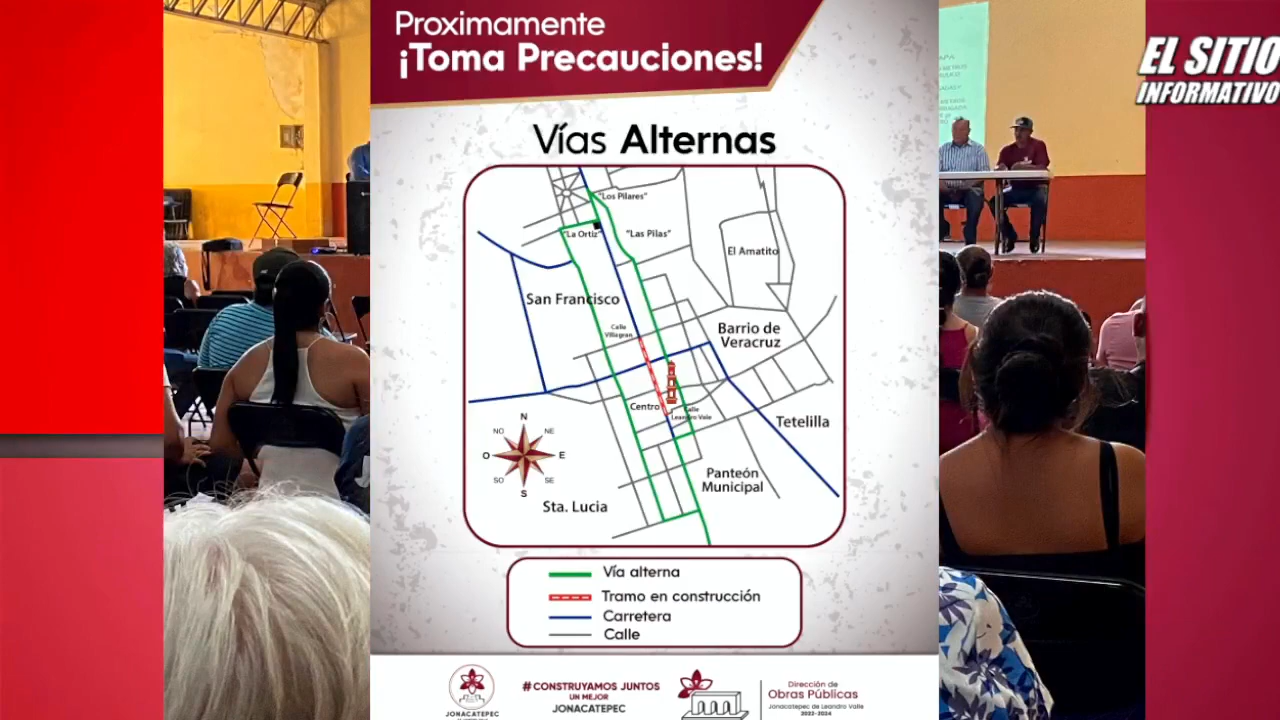 Proximamente
¡Toma Precauciones!
EL SITIO
INFORMATIVO
Vías Alternas
"Los Pilares"
"La Ortiz"
"Las Pilas"
El Amatito
San Francisco
Calle
Villagran
Barrio de
Veracruz
Centro
Calle
Leandro Vale
Tetelilla
N
NO
NE
O
E
SO
SE
S
Panteón
Municipal
Sta. Lucia
Vía alterna
Tramo en construcción
Carretera
Calle
JONACATEPEC
#CONSTRUYAMOS JUNTOS
UN MEJOR
JONACATEPEC
Dirección de
Obras Públicas
Jonacatepec de Leandro Valle
2022-2024